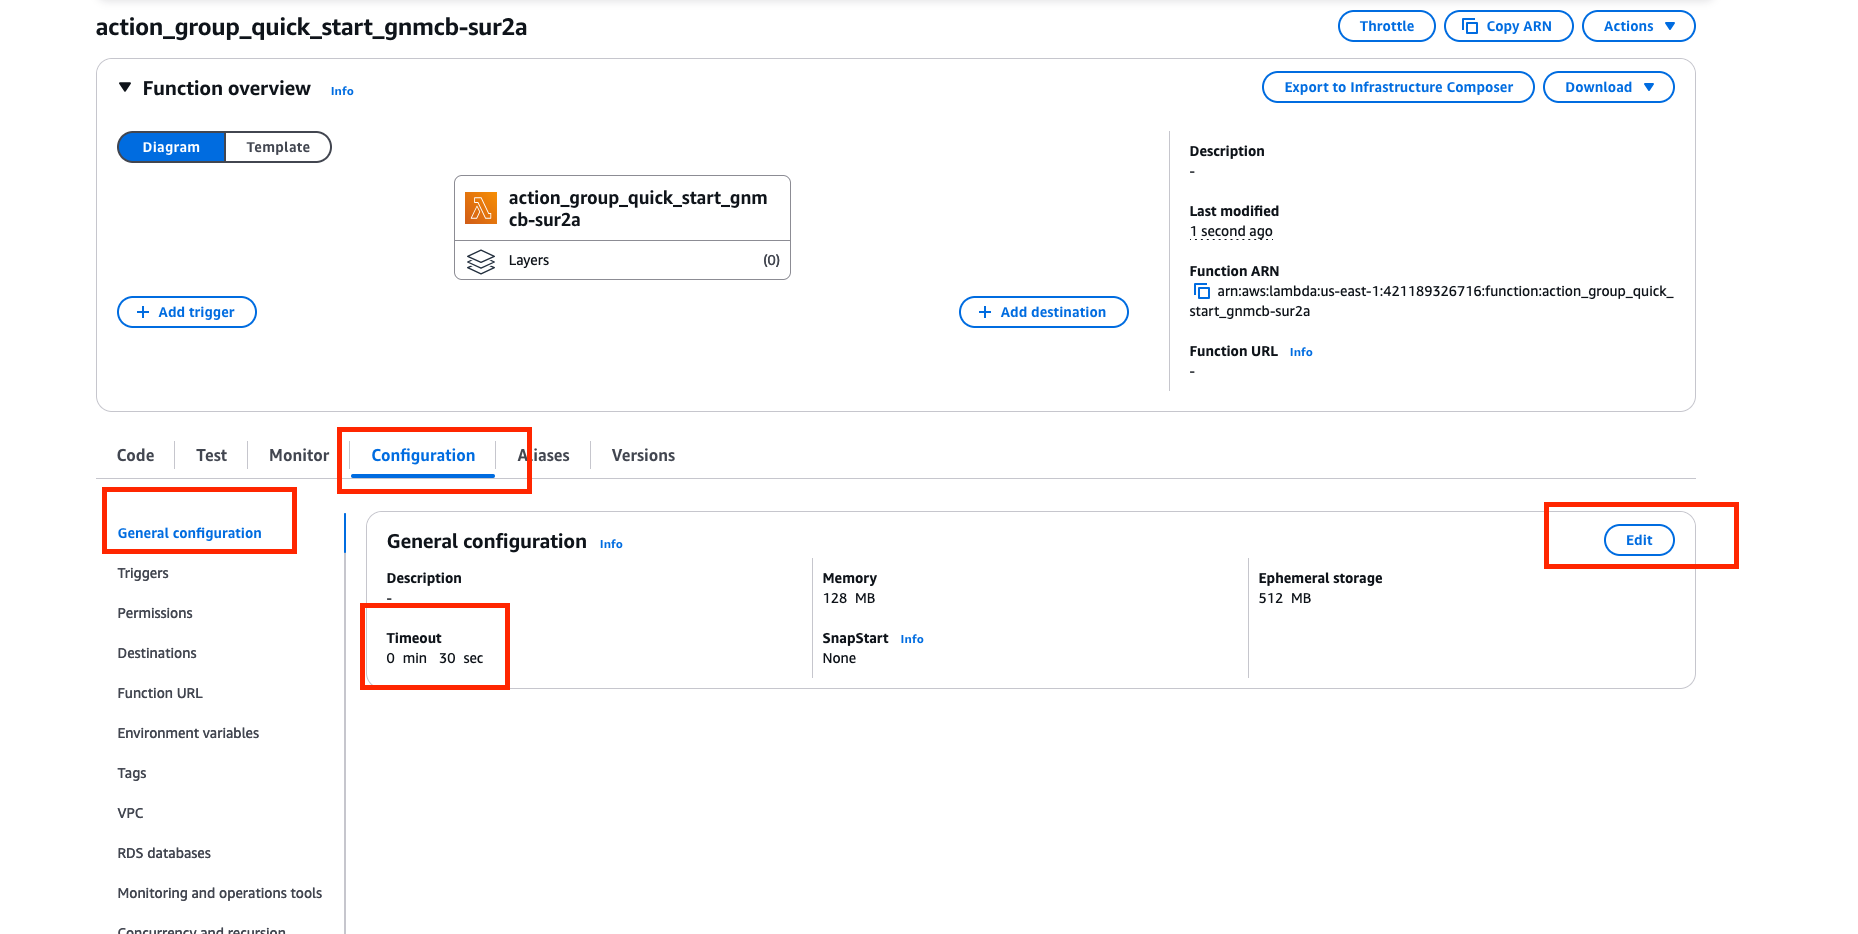 action_group_quick_start_gnmcb-sur2a
Throttle
Copy ARN
Actions
Function overview Info
Export to Infrastructure Composer
Download
Diagram
Template
action_group_quick_start_gnm
cb-sur2a
Layers (0)
+ Add trigger
+ Add destination
Description
-
Last modified
1 second ago
Function ARN
arn:aws:lambda:us-east-1:421189326716:function:action_group_quick_
start_gnmcb-sur2a
Function URL Info
-
Code
Test
Monitor
Configuration
Aliases
Versions
General configuration
Triggers
Permissions
Destinations
Function URL
Environment variables
Tags
VPC
RDS databases
Monitoring and operations tools
Concurrency and recursion
General configuration Info
Edit
Description
-
Memory
128 MB
Ephemeral storage
512 MB
Timeout
0 min 30 sec
SnapStart Info
None